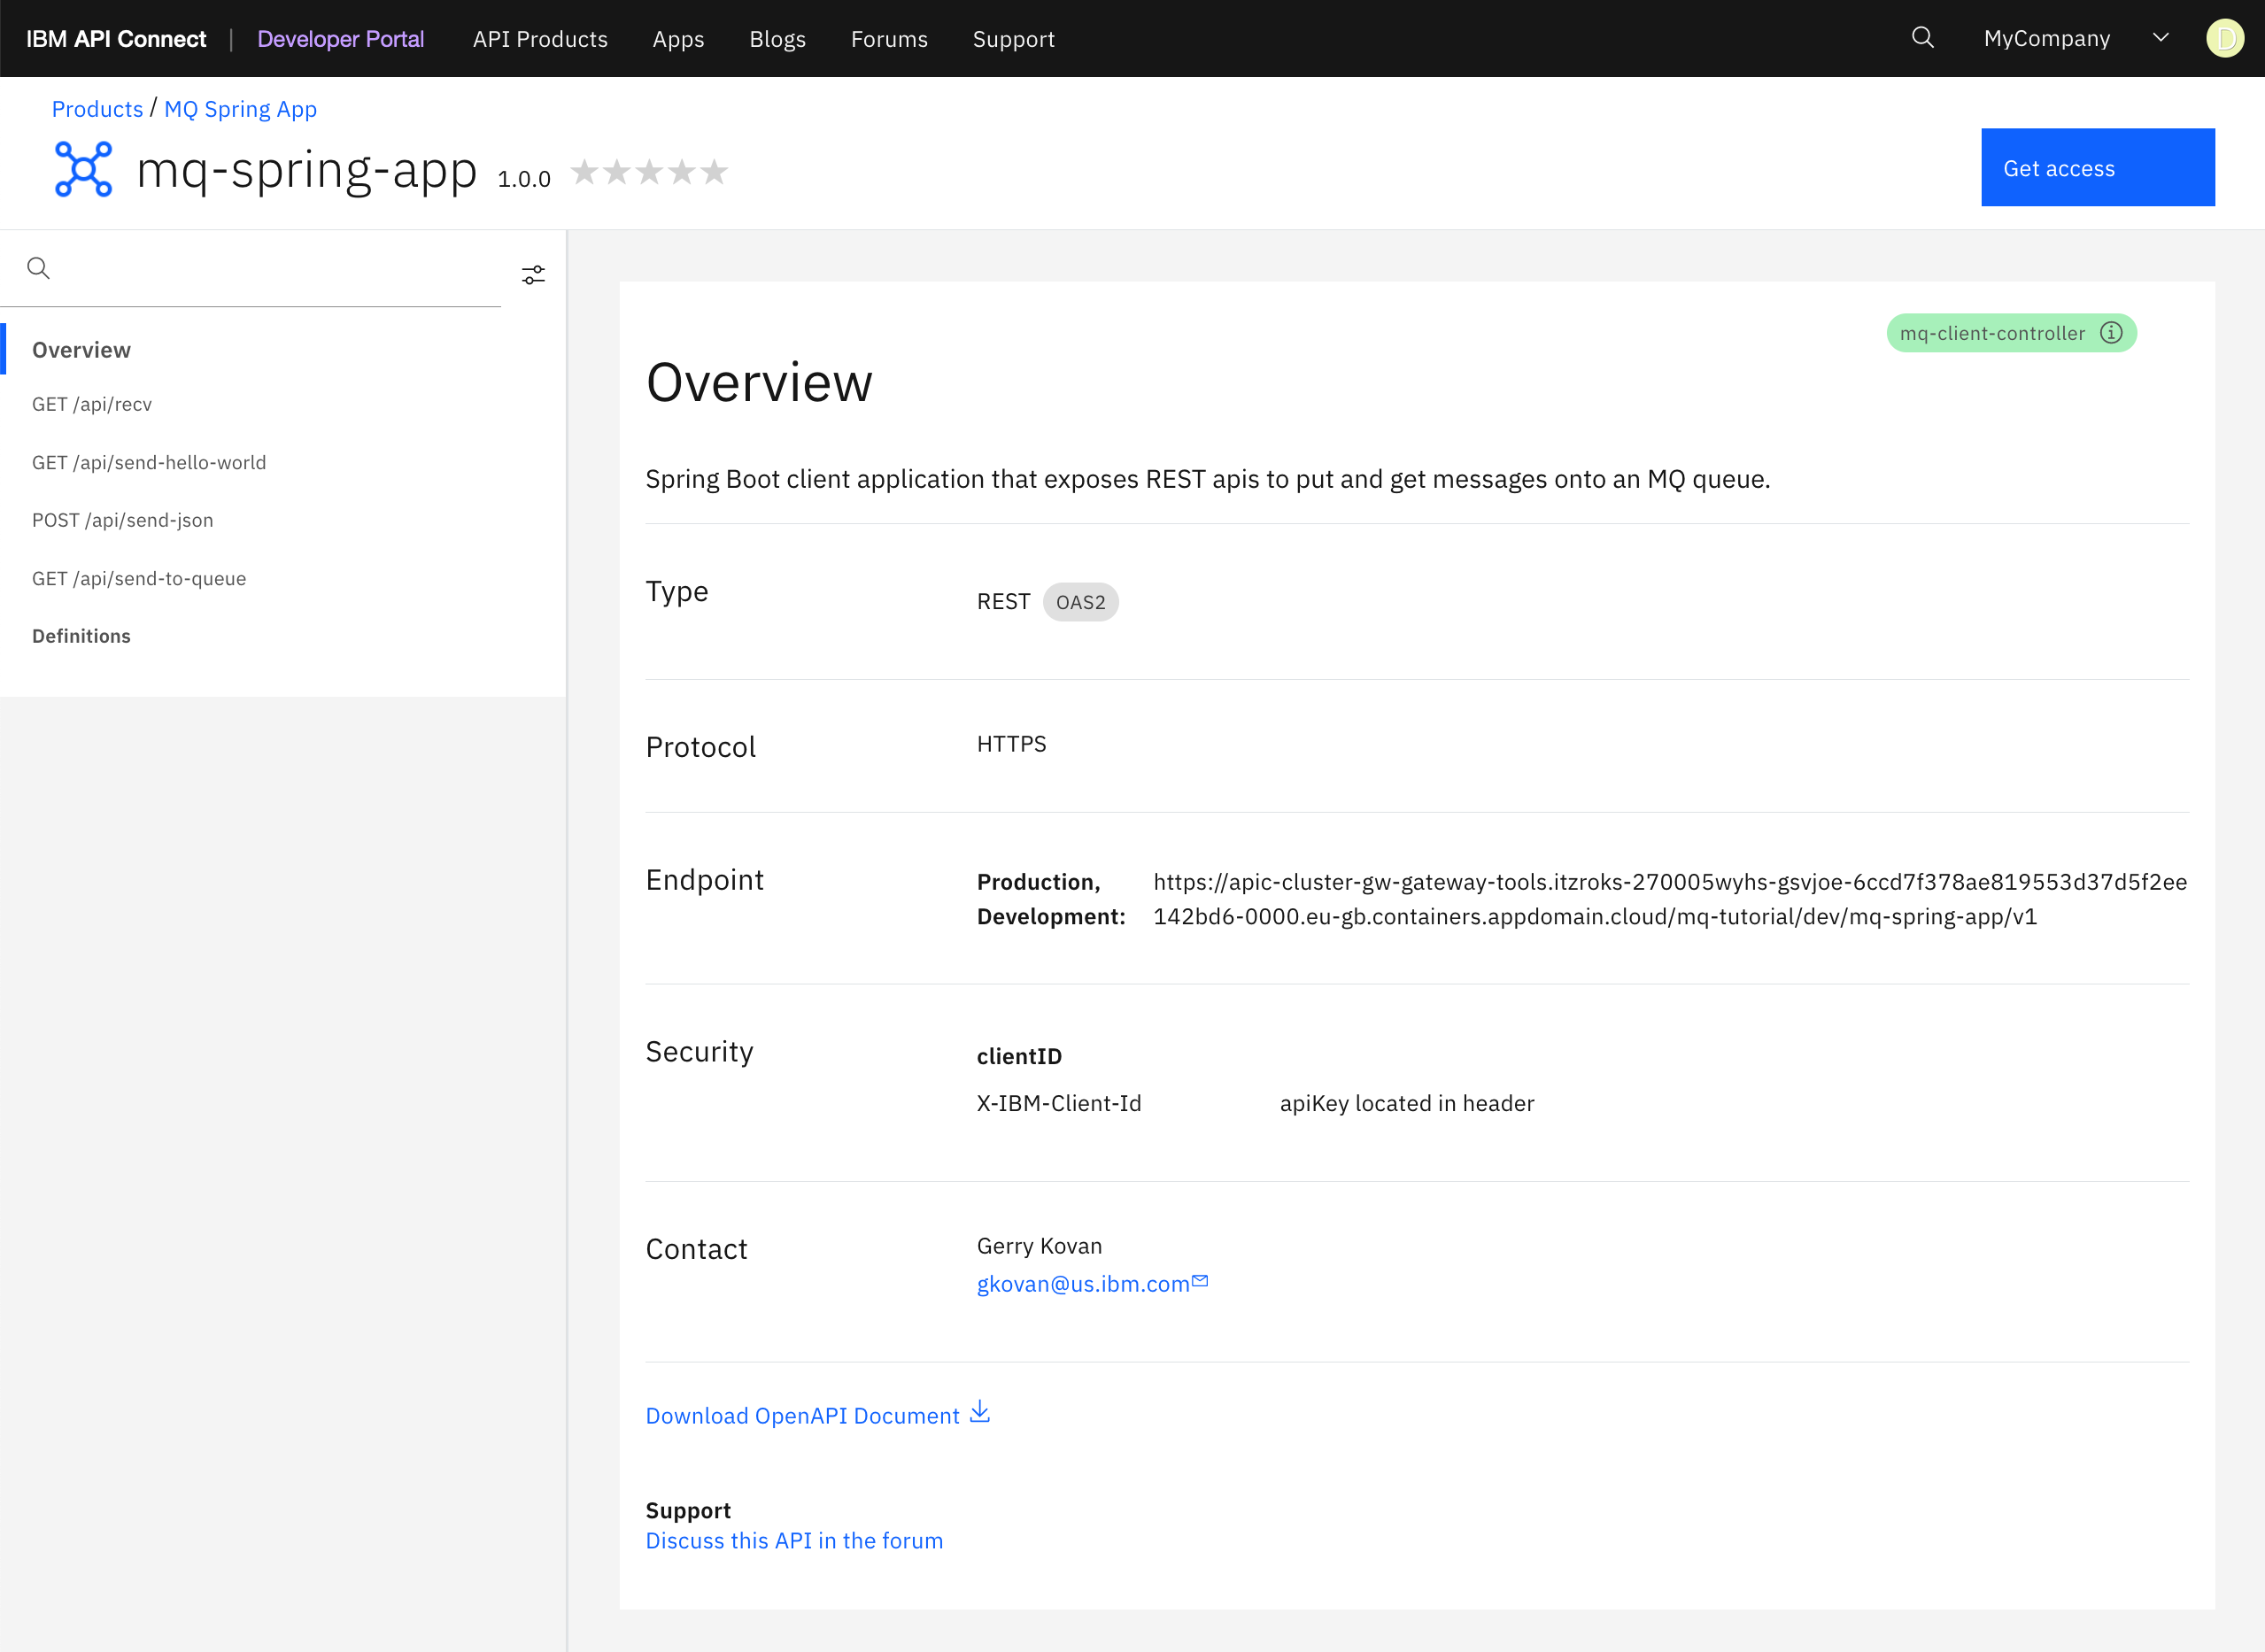 IBM API Connect | Developer Portal API Products Apps Blogs Forums Support MyCompany D
Products / MQ Spring App
mq-spring-app 1.0.0
Get access
Overview
GET /api/recv
GET /api/send-hello-world
POST /api/send-json
GET /api/send-to-queue
Definitions
mq-client-controller
Overview
Spring Boot client application that exposes REST apis to put and get messages onto an MQ queue.
Type
REST OAS2
Protocol
HTTPS
Endpoint
Production, https://apic-cluster-gw-gateway-tools.itzroks-270005wyhs-gsvjoe-6ccd7f378ae819553d37d5f2ee
Development: 142bd6-0000.eu-gb.containers.appdomain.cloud/mq-tutorial/dev/mq-spring-app/v1
Security
clientID
X-IBM-Client-Id apiKey located in header
Contact
Gerry Kovan
gkovan@us.ibm.com
Download OpenAPI Document
Support
Discuss this API in the forum